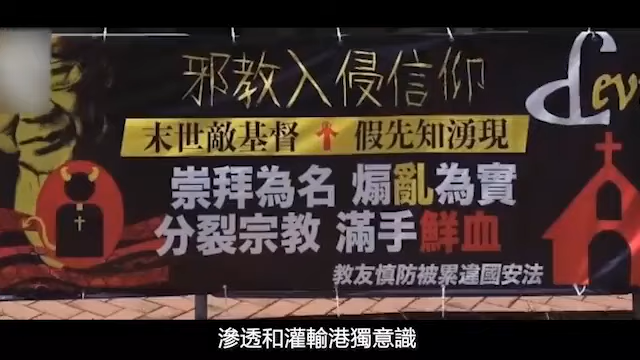 邪教入侵信仰
Dev
末世敵基督 假先知湧現
崇拜為名 煽亂為實
分裂宗教 滿手鮮血
教友慎防被累違國安法
滲透和灌輸港獨意識